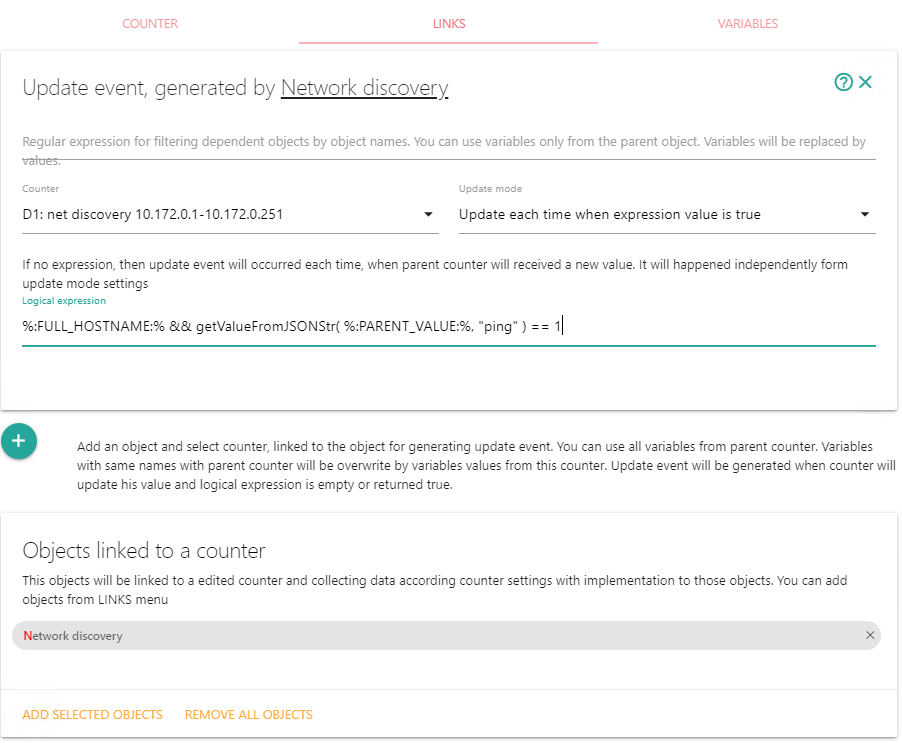 COUNTER LINKS VARIABLES
Update event, generated by Network discovery
Regular expression for filtering dependent objects by object names. You can use variables only from the parent object. Variables will be replaced by
values.
Counter Update mode
D1: net discovery 10.172.0.1-10.172.0.251 Update each time when expression value is true
If no expression, then update event will occurred each time, when parent counter will received a new value. It will happened independently form
update mode settings
Logical expression
%:FULL_HOSTNAME:% && getValueFromJSONStr( %:PARENT_VALUE:%, "ping" ) == 1
Add an object and select counter, linked to the object for generating update event. You can use all variables from parent counter. Variables
with same names with parent counter will be overwrite by variables values from this counter. Update event will be generated when counter will
update his value and logical expression is empty or returned true.
Objects linked to a counter
This objects will be linked to a edited counter and collecting data according counter settings with implementation to those objects. You can add
objects from LINKS menu
Network discovery
ADD SELECTED OBJECTS REMOVE ALL OBJECTS